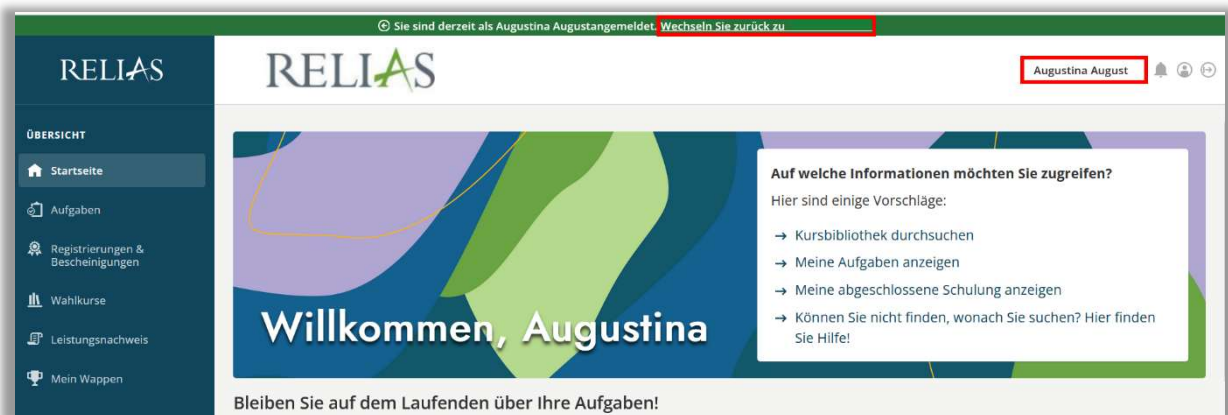 Sie sind derzeit als Augustina Augustangemeldet. Wechseln Sie zurück zu
RELIAS
RELIAS
Augustina August
ÜBERSICHT
Startseite
Aufgaben
Registrierungen &
Bescheinigungen
Wahlkurse
Leistungsnachweis
Mein Wappen
Willkommen, Augustina
Auf welche Informationen möchten Sie zugreifen?
Hier sind einige Vorschläge:
→ Kursbibliothek durchsuchen
→ Meine Aufgaben anzeigen
→ Meine abgeschlossene Schulung anzeigen
→ Können Sie nicht finden, wonach Sie suchen? Hier finden
Sie Hilfe!
Bleiben Sie auf dem Laufenden über Ihre Aufgaben!